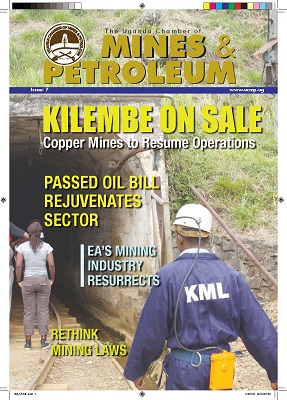 The Uganda Chamber of
MINES &
PETROLEUM
Issue 7
www.ucmp.ug
KILEMBE ON SALE
Copper Mines to Resume Operations
PASSED OIL BILL
REJUVENATES
SECTOR
EA'S MINING
INDUSTRY
RESURRECTS
KML
RETHINK
MINING LAWS